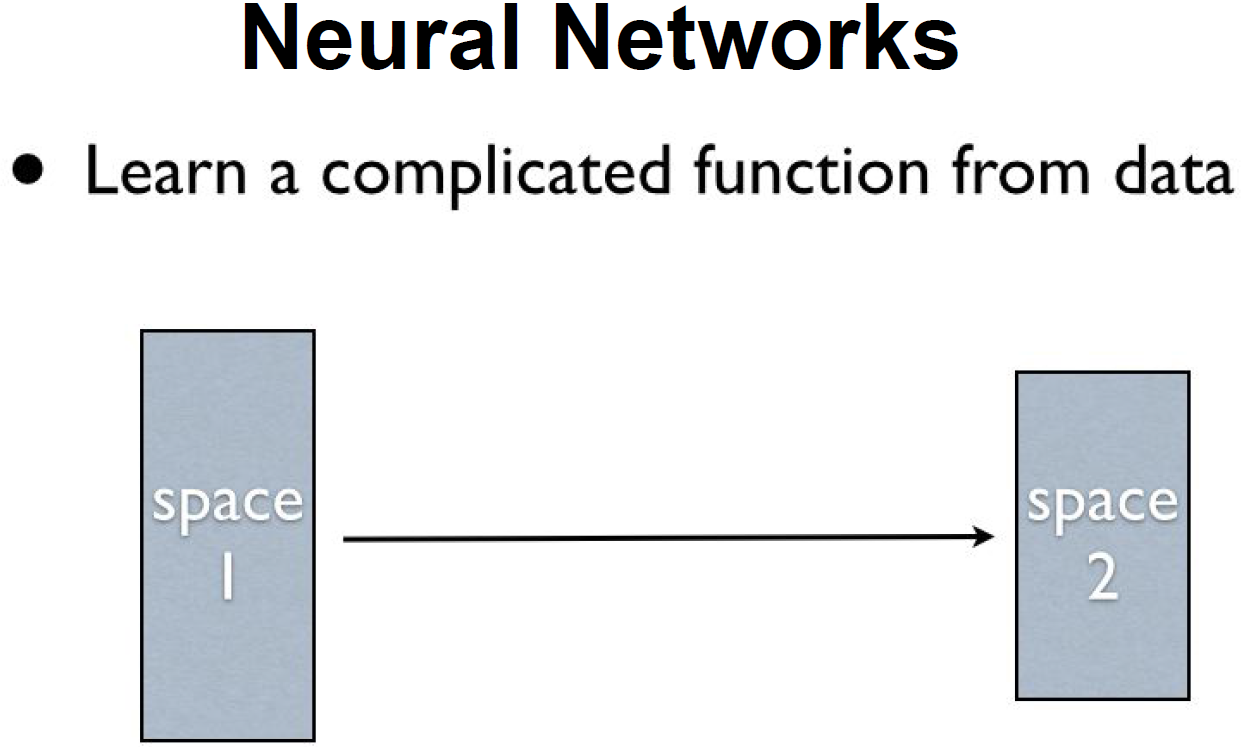 Neural Networks
• Learn a complicated function from data
space
1
space
2